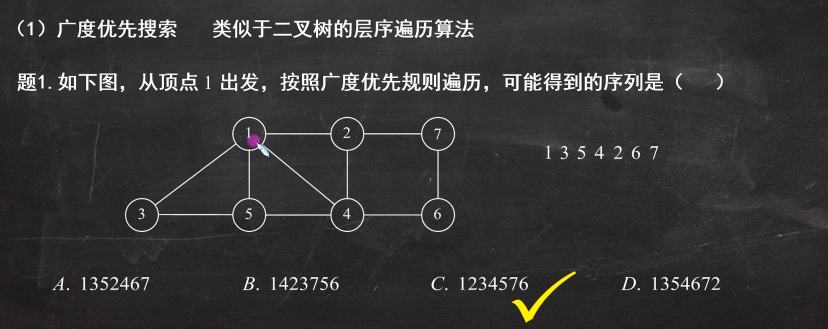 （1）广度优先搜索 类似于二叉树的层序遍历算法
题1. 如下图，从顶点 1 出发，按照广度优先规则遍历，可能得到的序列是（ ）
1 2 7
1 3 5 4 2 6 7
3 5 4 6
A. 1352467 B. 1423756 C. 1234576 D. 1354672